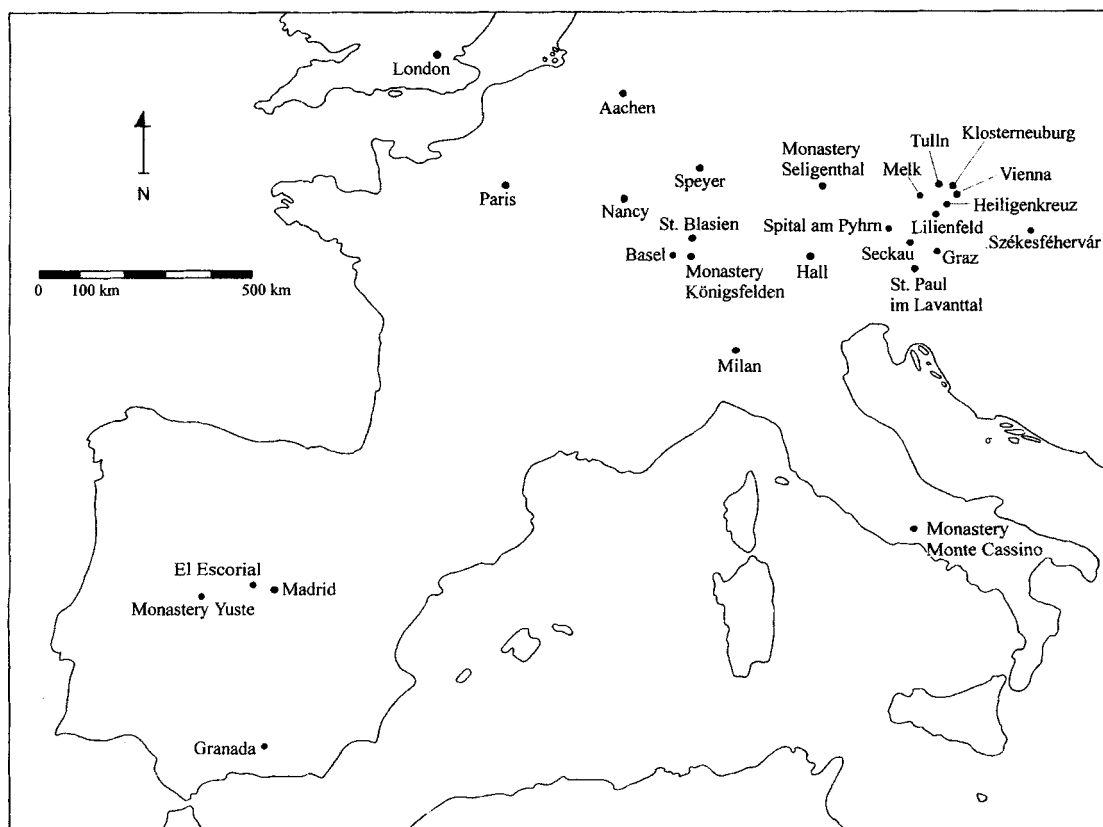 London
Aachen
Klosterneuburg
Tulln
Monastery
Seligenthal
Melk
Vienna
Speyer
Paris
Nancy
Heiligenkreuz
St. Blasien
Spital am Pyhrn
Lilienfeld
Székesféhervár
Basel
Monastery
Königsfelden
Hall
Seckau
Graz
St. Paul
im Lavanttal
N
0 100 km 500 km
Milan
Monastery
Monte Cassino
El Escorial
Madrid
Monastery Yuste
Granada